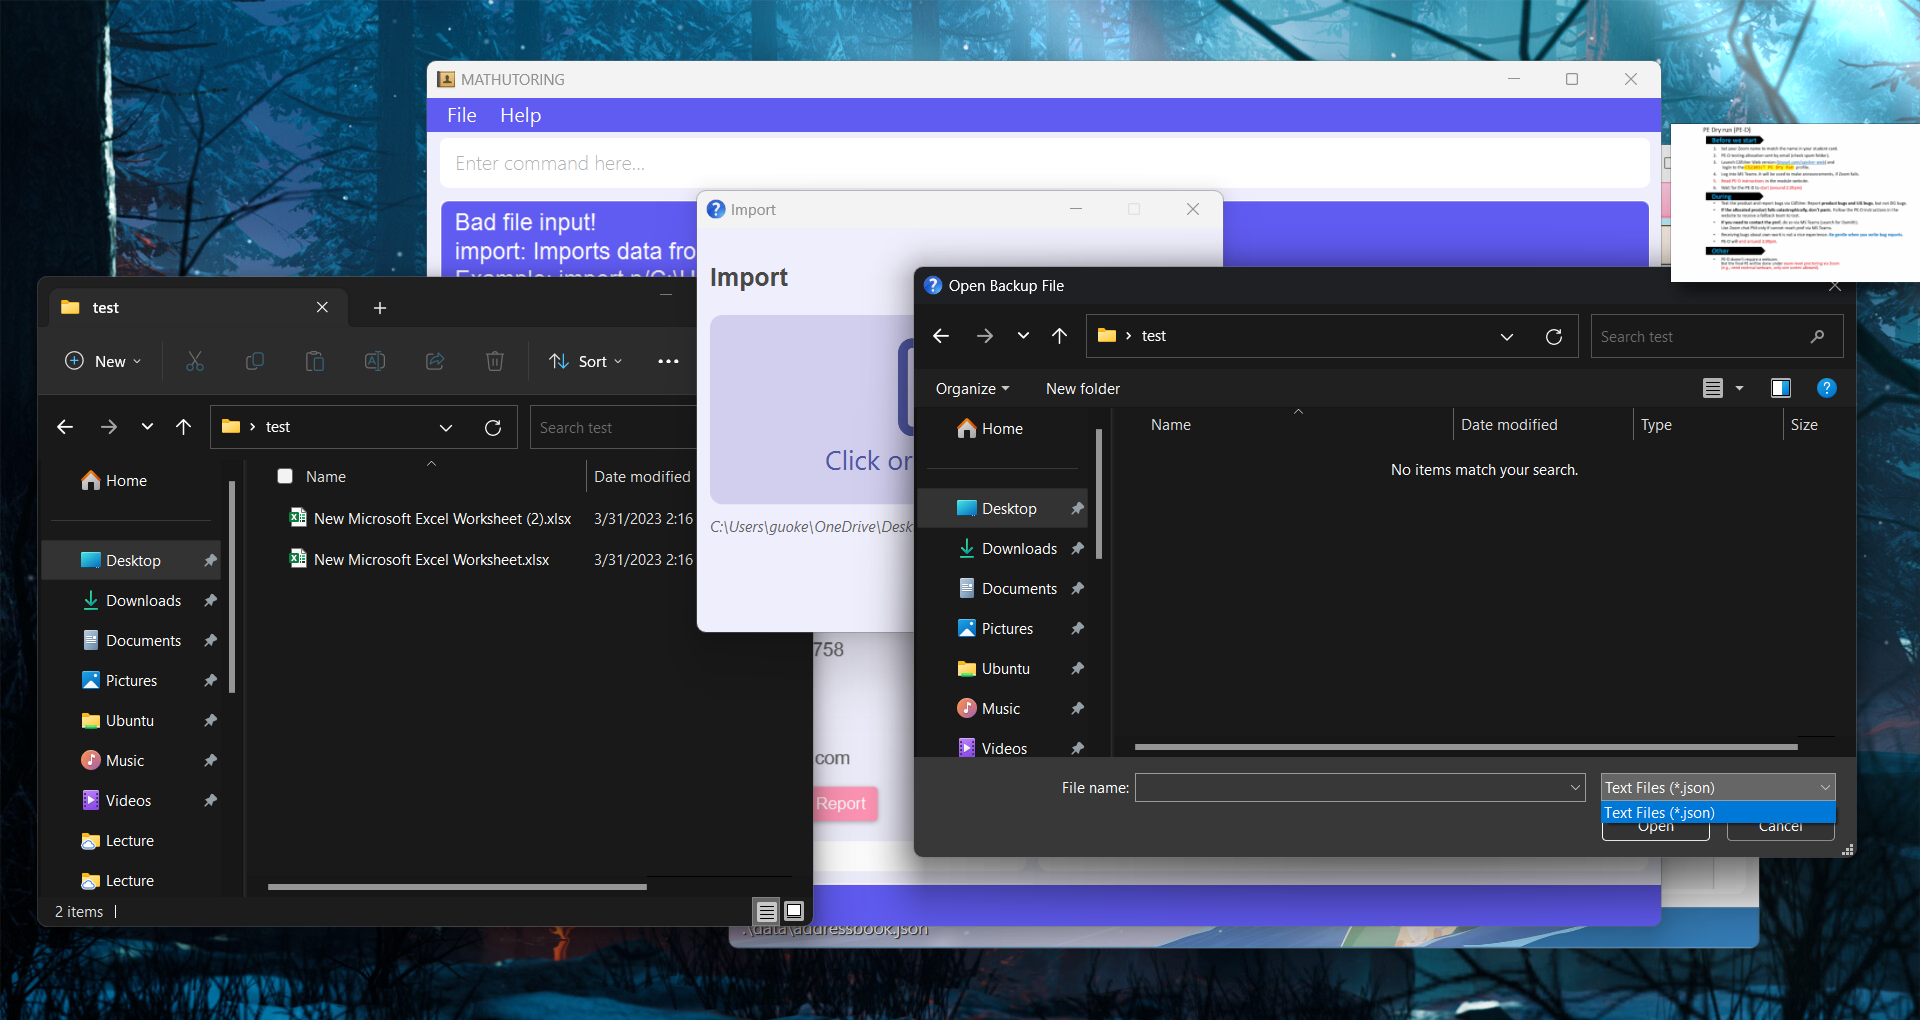 MATHUTORING
File Help
Enter command here...
Bad file input!
import: Imports data fro
Example: import p/C:\U
PE Dry run (PE-D)
Before we start
During
Other
Import
Import
Click or
C:\Users\guoke\OneDrive\Desk
758
.com
Report
.\data\addressbook.json
test
New
Sort
test
Search test
Home
Desktop
Downloads
Documents
Pictures
Ubuntu
Music
Videos
Lecture
Lecture
Name Date modified
New Microsoft Excel Worksheet (2).xlsx 3/31/2023 2:16
New Microsoft Excel Worksheet.xlsx 3/31/2023 2:16
2 items
Open Backup File
test
Search test
Organize New folder
Home
Desktop
Downloads
Documents
Pictures
Ubuntu
Music
Videos
Name Date modified Type Size
No items match your search.
File name:
Text Files (*.json)
Text Files (*.json)
Open Cancel